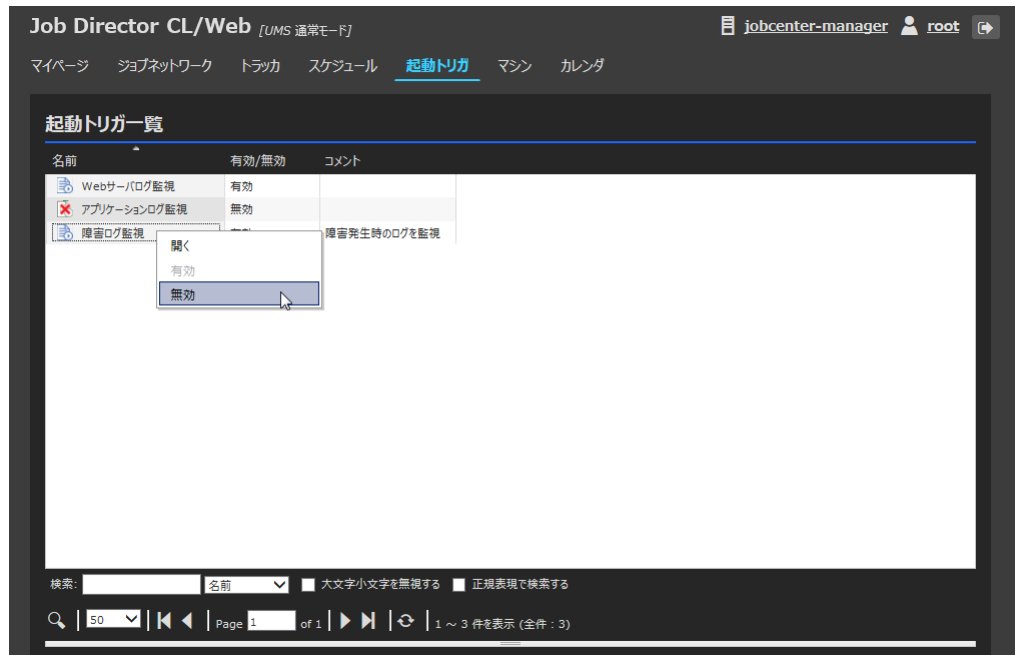 Job Director CL/Web [UMS 通常モード] jobcenter-manager root
マイページ ジョブネットワーク トラッカ スケジュール 起動トリガ マシン カレンダ
起動トリガ一覧
名前 有効/無効 コメント
Webサーバログ監視 有効
アプリケーションログ監視 無効
障害ログ監視 障害発生時のログを監視
開く
有効
無効
検索: 名前 大文字小文字を無視する 正規表現で検索する
50 Page 1 of 1 1 ～ 3 件を表示 (全件 : 3)